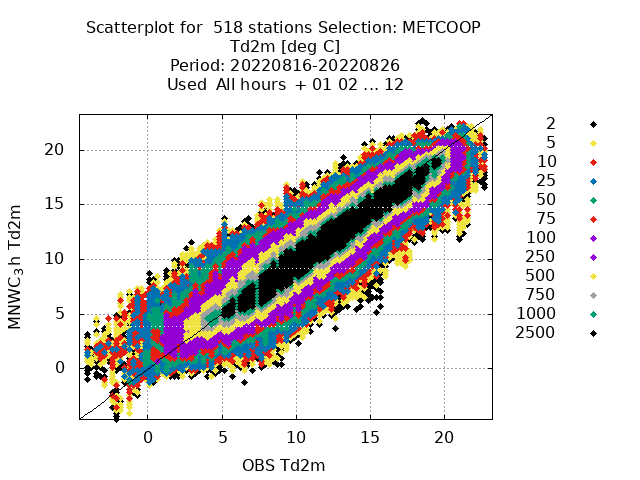 Scatterplot for  518 stations Selection: METCOOP
Td2m [deg C]
Period: 20220816-20220826
Used  All hours  + 01 02 ... 12
20
15
10
5
0
MNWC₃h Td2m
0 5 10 15 20
OBS Td2m
2
5
10
25
50
75
100
250
500
750
1000
2500